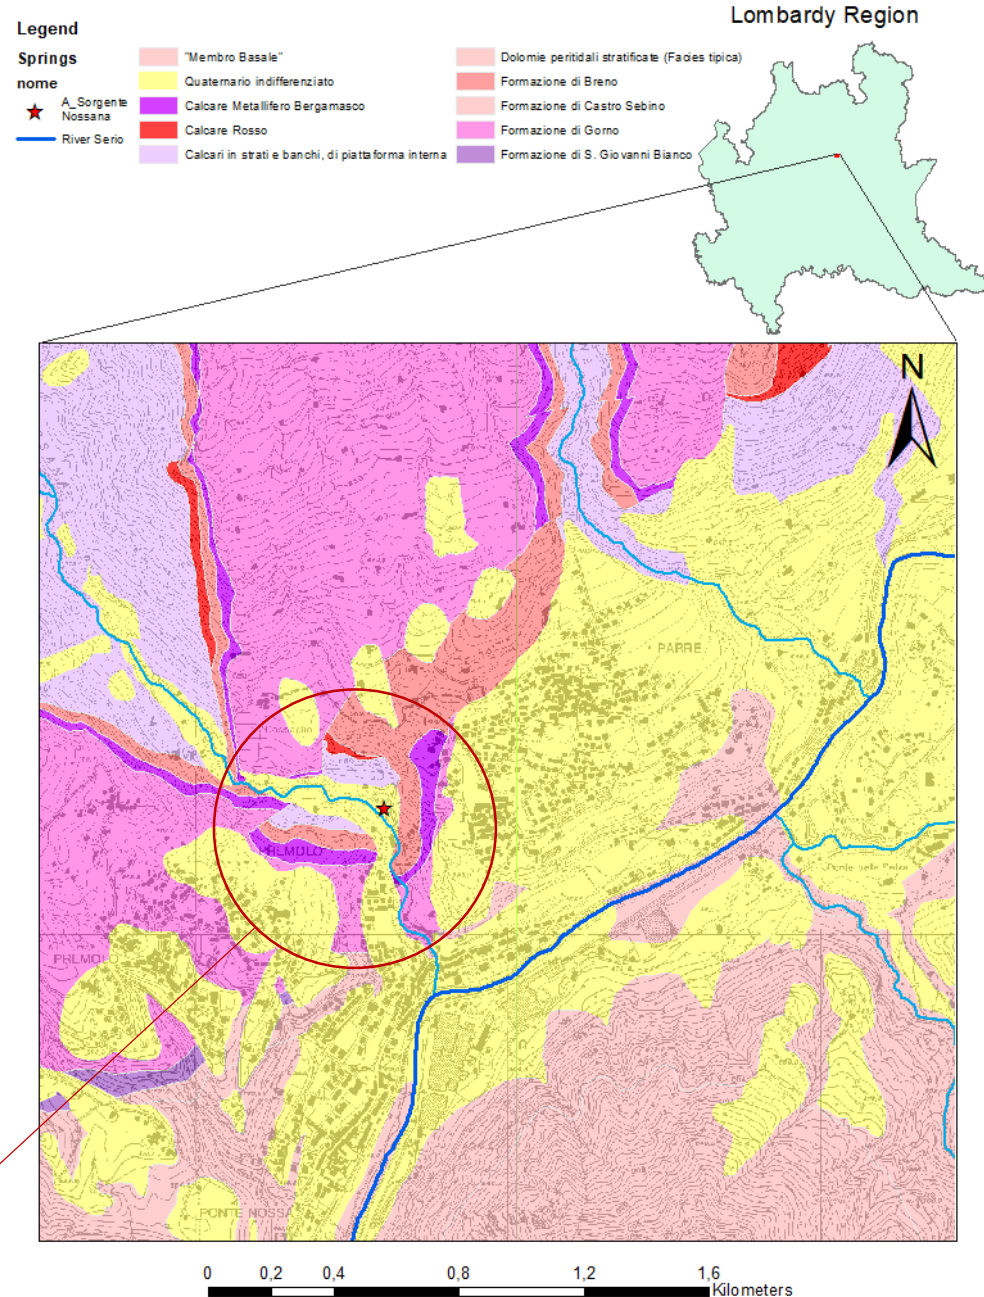 Lombardy Region
Legend
Springs
nome
A_Sorgente
Nossana
River Serio
"Membro Basale"
Quaternario indifferenziato
Calcare Metallifero Bergamasco
Calcare Rosso
Calcari in strati e banchi, di piattaforma interna
Dolomie peritidali stratificate (Facies tipica)
Formazione di Breno
Formazione di Castro Sebino
Formazione di Gorno
Formazione di S. Giovanni Bianco
N
PARRE
PREMOLO
PREMOLO
PONTE NOSSA
0 0,2 0,4 0,8 1,2 1,6
Kilometers